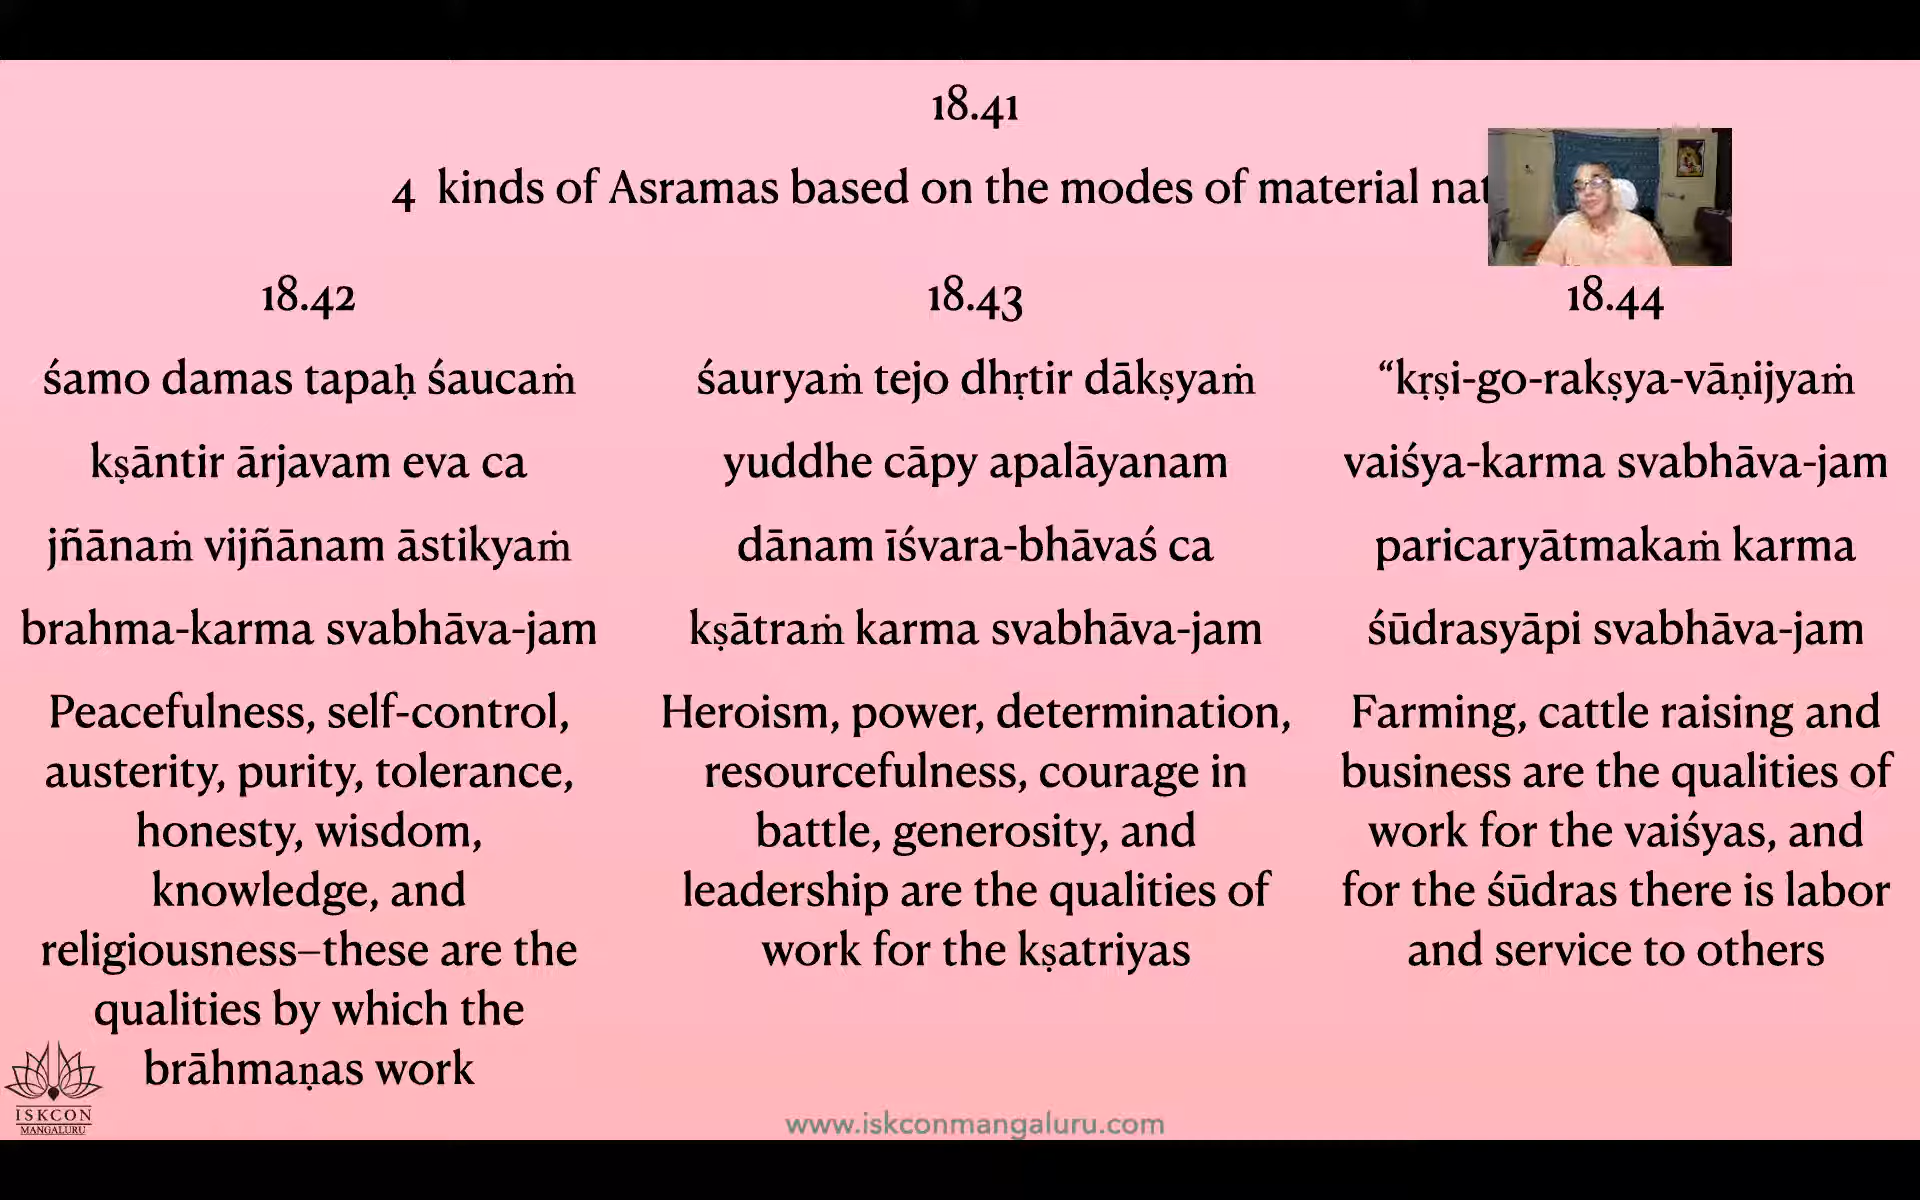 18.41
4 kinds of Asramas based on the modes of material
18.42
śamo damas tapaḥ śaucaṁ
kṣāntir ārjavam eva ca
jñānaṁ vijñānam āstikyaṁ
brahma-karma svabhāva-jam
Peacefulness, self-control,
austerity, purity, tolerance,
honesty, wisdom,
knowledge, and
religiousness–these are the
qualities by which the
brāhmaṇas work
18.43
śauryaṁ tejo dhṛtir dākṣyaṁ
yuddhe cāpy apalāyanam
dānam īśvara-bhāvaś ca
kṣātraṁ karma svabhāva-jam
Heroism, power, determination,
resourcefulness, courage in
battle, generosity, and
leadership are the qualities of
work for the kṣatriyas
18.44
“kṛṣi-go-rakṣya-vāṇijyaṁ
vaiśya-karma svabhāva-jam
paricaryātmakaṁ karma
śūdrasyāpi svabhāva-jam
Farming, cattle raising and
business are the qualities of
work for the vaiśyas, and
for the śūdras there is labor
and service to others
ISKCON
MANGALURU
www.iskconmangaluru.com